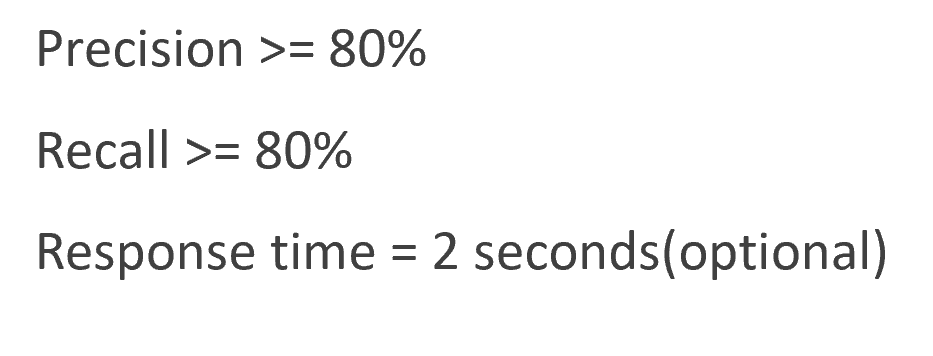 Precision >= 80%
Recall >= 80%
Response time = 2 seconds(optional)